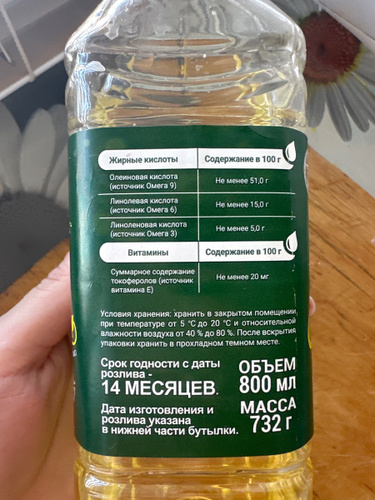 Жирные кислоты Содержание в 100 г
Олеиновая кислота
(источник Омега 9) Не менее 51,0 г
Линолевая кислота
(источник Омега 6) Не менее 15,0 г
Линоленовая кислота
(источник Омега 3) Не менее 5,0 г
Витамины Содержание в 100 г
Суммарное содержание
токоферолов (источник
витамина Е) Не менее 20 мг
Условия хранения: хранить в закрытом помещении
при температуре от 5 °С до 20 °С и относительной
влажности воздуха от 40 % до 80 %. После вскрытия
упаковки хранить в прохладном темном месте.
Срок годности с даты
розлива -
14 МЕСЯЦЕВ.
Дата изготовления и
розлива указана
в нижней части бутылки.
ОБЪЕМ
800 МЛ
МАССА
732 г